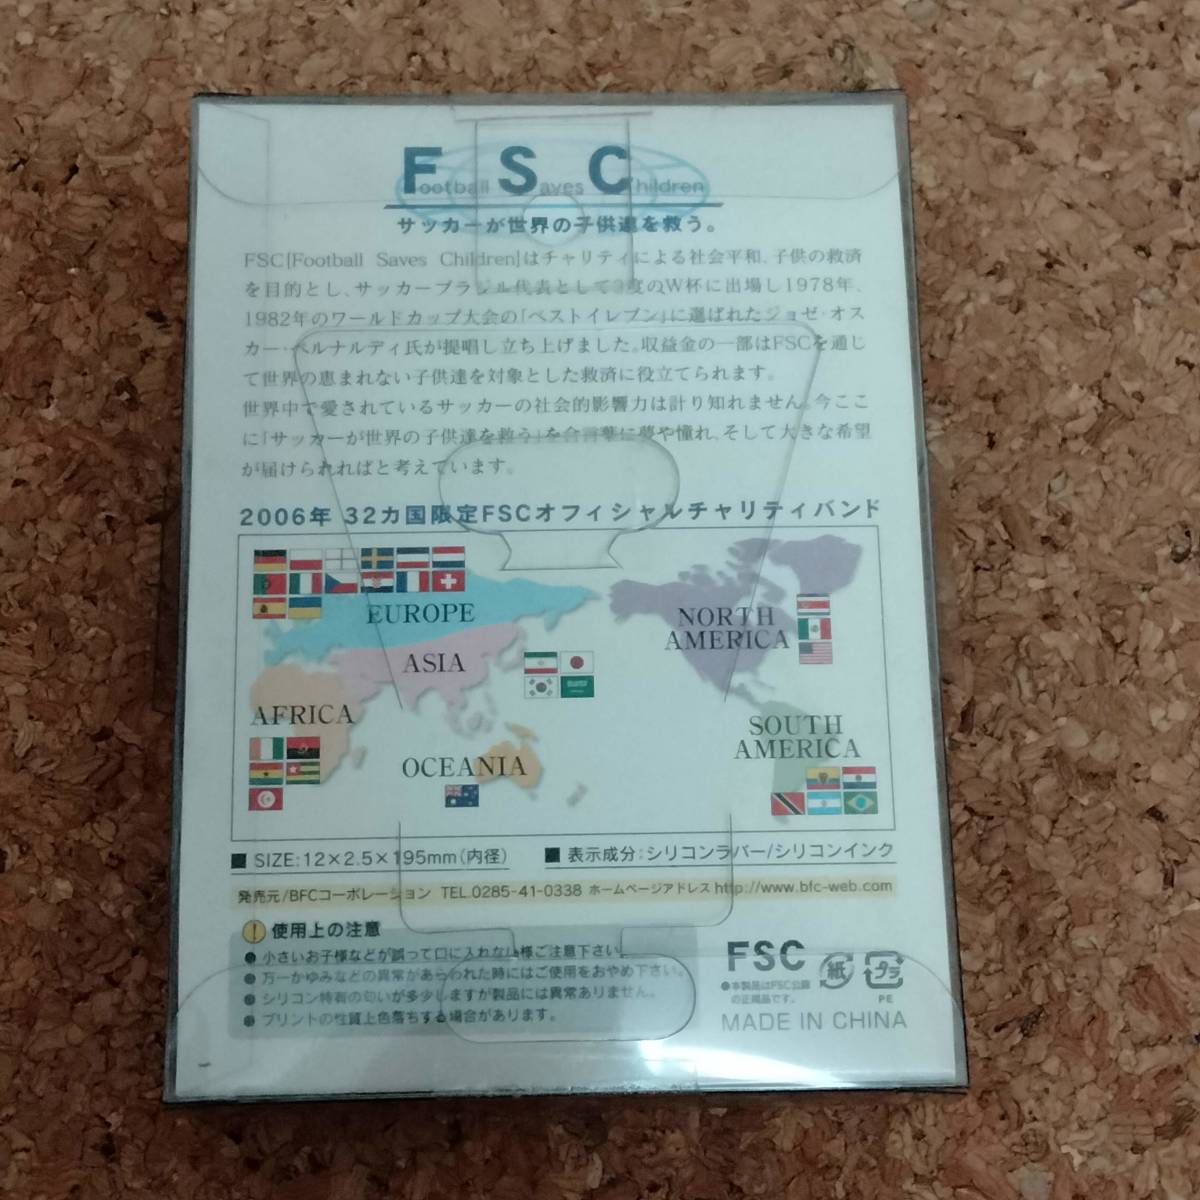 FSC
Football Saves Children
サッカーが世界の子供達を救う。
FSC[Football Saves Children]はチャリティによる社会平和、子供の救済
を目的とし、サッカーブラジル代表として3度のW杯に出場し1978年、
1982年のワールドカップ大会の「ベストイレブン」に選ばれたジョゼ・オス
カー・ベルナルディ氏が提唱し立ち上げました。収益金の一部はFSCを通じ
て世界の恵まれない子供達を対象とした救済に役立てられます。
世界中で愛されているサッカーの社会的影響力は計り知れません。今ここ
に「サッカーが世界の子供達を救う」を合言葉に夢や憧れ、そして大きな希望
が届けられればと考えています。
2006年 32カ国限定FSCオフィシャルチャリティバンド
EUROPE
ASIA
AFRICA
OCEANIA
NORTH
AMERICA
SOUTH
AMERICA
■ SIZE:12×2.5×195mm(内径) ■ 表示成分:シリコンラバー/シリコンインク
発売元/BFCコーポレーション TEL.0285-41-0338 ホームページアドレス http://www.bfc-web.com
! 使用上の注意
● 小さいお子様などが誤って口に入れない様ご注意下さい。
● 万一かゆみなどの異常があらわれた時にはご使用をおやめ下さい。
● シリコン特有の匂いが多少しますが製品には異常ありません。
● プリントの性質上色落ちする場合があります。
FSC
●本製品はFSC公認
の正規品です。
紙
プラ
PE
MADE IN CHINA